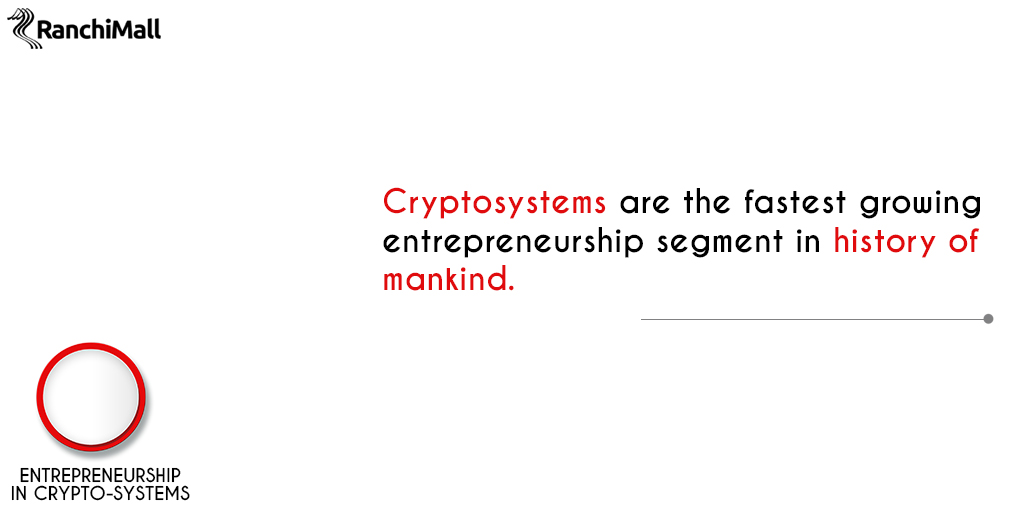 RanchiMall
Cryptosystems are the fastest growing
entrepreneurship segment in history of
mankind.
ENTREPRENEURSHIP
IN CRYPTO-SYSTEMS